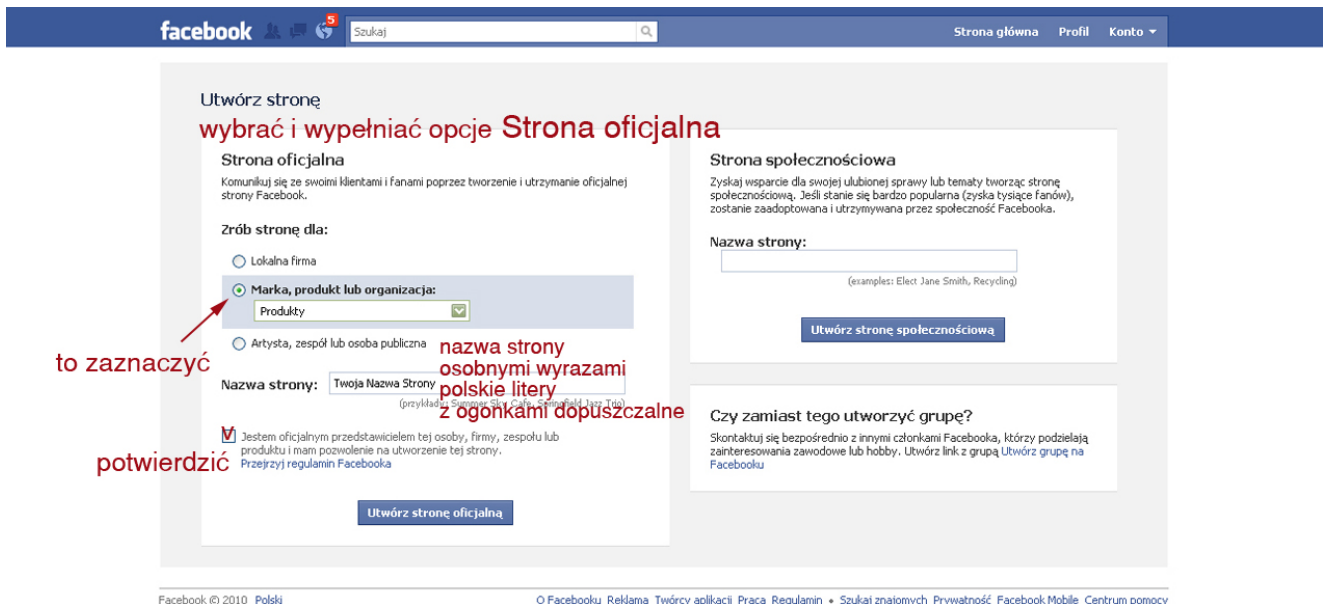 facebook 5 Szukaj Strona główna Profil Konto
Utwórz stronę
wybrać i wypełniać opcje Strona oficjalna
Strona oficjalna
Komunikuj się ze swoimi klientami i fanami poprzez tworzenie i utrzymanie oficjalnej
strony Facebook.
Zrób stronę dla:
Lokalna firma
Marka, produkt lub organizacja:
Produkty
Artysta, zespół lub osoba publiczna
to zaznaczyć
nazwa strony
osobnymi wyrazami
polskie litery
z ogonkami dopuszczalne
Nazwa strony: Twoja Nazwa Strony
(przykłady: Summer Sky Cafe, Springfield Jazz Trio)
V Jestem oficjalnym przedstawicielem tej osoby, firmy, zespołu lub
produktu i mam pozwolenie na utworzenie tej strony.
potwierdzić
Przejrzyj regulamin Facebooka
Utwórz stronę oficjalną
Strona społecznościowa
Zyskaj wsparcie dla swojej ulubionej sprawy lub tematy tworząc stronę
społecznościową. Jeśli stanie się bardzo popularna (zyska tysiące fanów),
zostanie zaadoptowana i utrzymywana przez społeczność Facebooka.
Nazwa strony:
(examples: Elect Jane Smith, Recycling)
Utwórz stronę społecznościową
Czy zamiast tego utworzyć grupę?
Skontaktuj się bezpośrednio z innymi członkami Facebooka, którzy podzielają
zainteresowania zawodowe lub hobby. Utwórz link z grupą Utwórz grupę na
Facebooku
Facebook © 2010 Polski O Facebooku Reklama Twórcy aplikacji Praca Regulamin • Szukaj znajomych Prywatność Facebook Mobile Centrum pomocy